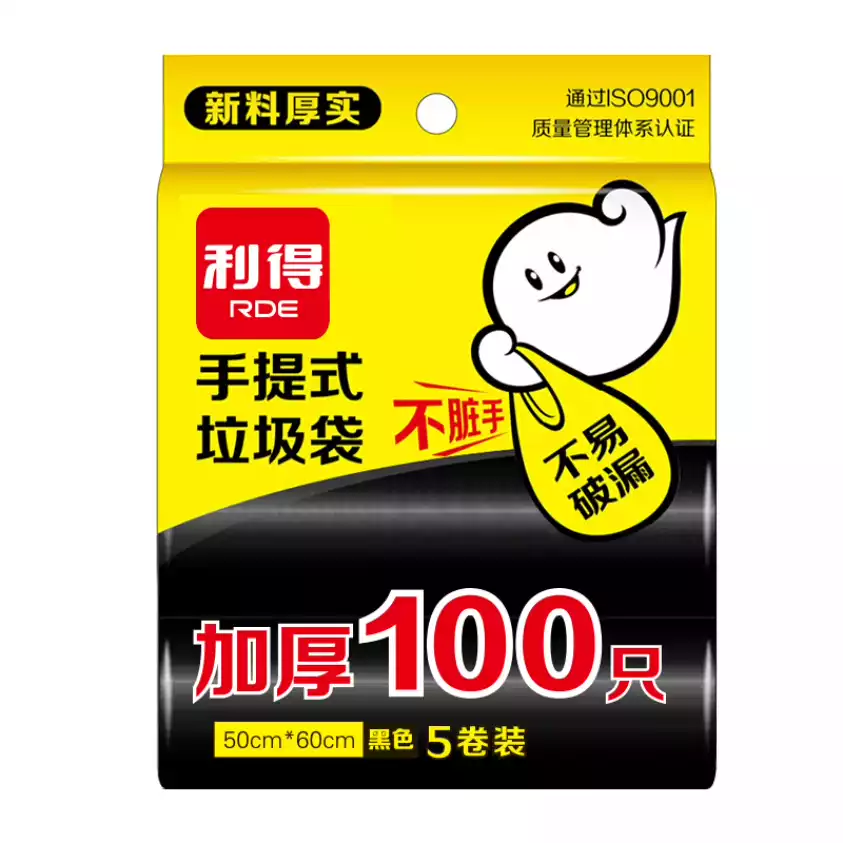 新料厚实
通过ISO9001
质量管理体系认证
利得
RDE
手提式
垃圾袋
不脏手
不易
破漏
加厚100只
50cm*60cm 黑色 5卷装